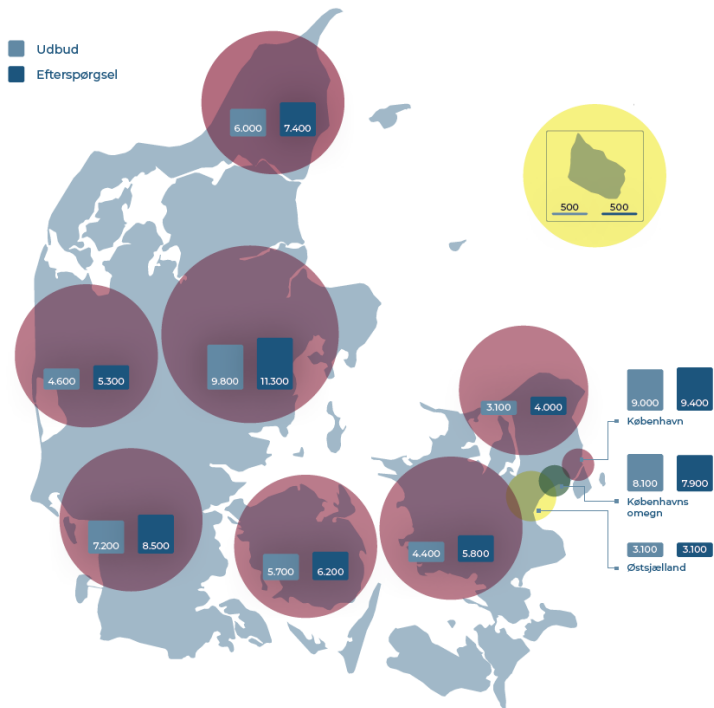 Udbud
Efterspørgsel
6.000 7.400
500 500
4.600 5.300
9.800 11.300
3.100 4.000
9.000 9.400
København
8.100 7.900
Københavns
omegn
7.200 8.500
5.700 6.200
4.400 5.800
3.100 3.100
Østsjælland